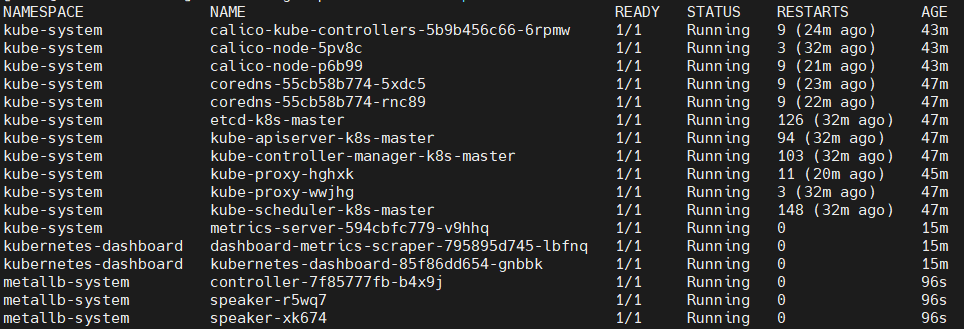 NAMESPACE NAME READY STATUS RESTARTS AGE
kube-system calico-kube-controllers-5b9b456c66-6rpmw 1/1 Running 9 (24m ago) 43m
kube-system calico-node-5pv8c 1/1 Running 3 (32m ago) 43m
kube-system calico-node-p6b99 1/1 Running 9 (21m ago) 43m
kube-system coredns-55cb58b774-5xdc5 1/1 Running 9 (23m ago) 47m
kube-system coredns-55cb58b774-rnc89 1/1 Running 9 (22m ago) 47m
kube-system etcd-k8s-master 1/1 Running 126 (32m ago) 47m
kube-system kube-apiserver-k8s-master 1/1 Running 94 (32m ago) 47m
kube-system kube-controller-manager-k8s-master 1/1 Running 103 (32m ago) 47m
kube-system kube-proxy-hghxk 1/1 Running 11 (20m ago) 45m
kube-system kube-proxy-wwjhg 1/1 Running 3 (32m ago) 47m
kube-system kube-scheduler-k8s-master 1/1 Running 148 (32m ago) 47m
kube-system metrics-server-594cbfc779-v9hhq 1/1 Running 0 15m
kubernetes-dashboard dashboard-metrics-scraper-795895d745-lbfnq 1/1 Running 0 15m
kubernetes-dashboard kubernetes-dashboard-85f86dd654-gnbbk 1/1 Running 0 15m
metallb-system controller-7f85777fb-b4x9j 1/1 Running 0 96s
metallb-system speaker-r5wq7 1/1 Running 0 96s
metallb-system speaker-xk674 1/1 Running 0 96s